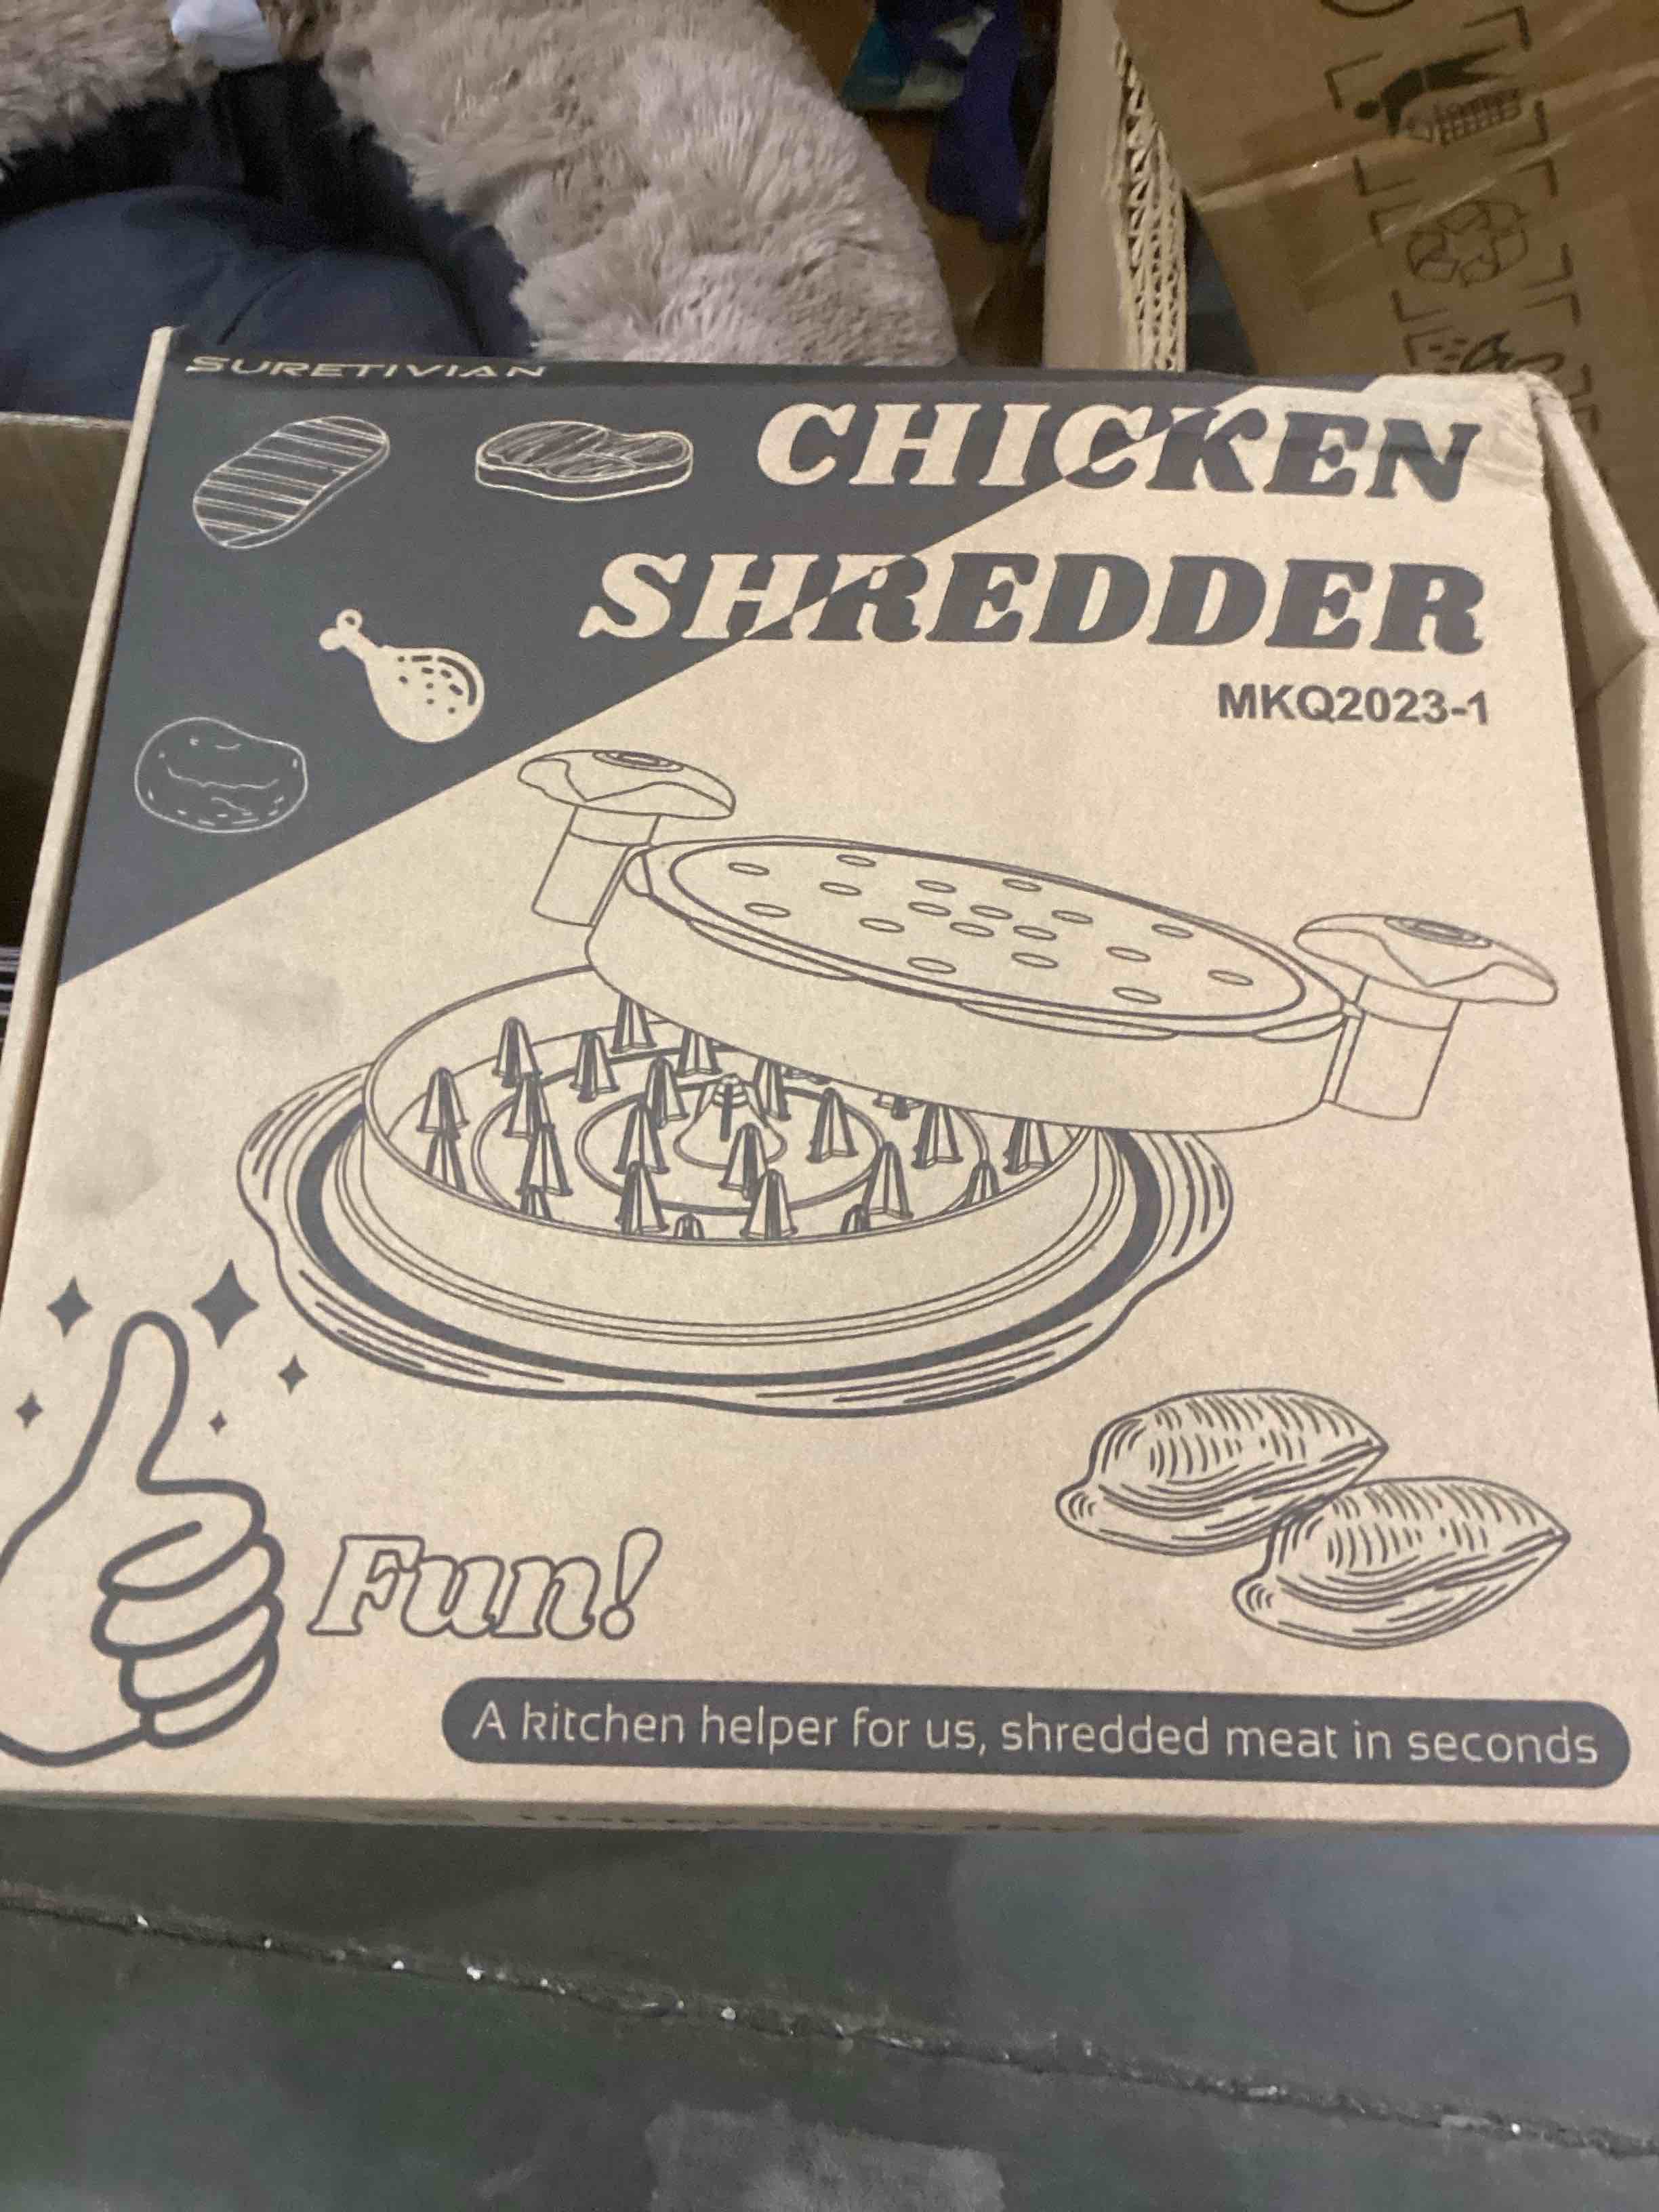 SURETIVIAN
CHICKEN
SHREDDER
MKQ2023-1
Fun!
A kitchen helper for us, shredded meat in seconds